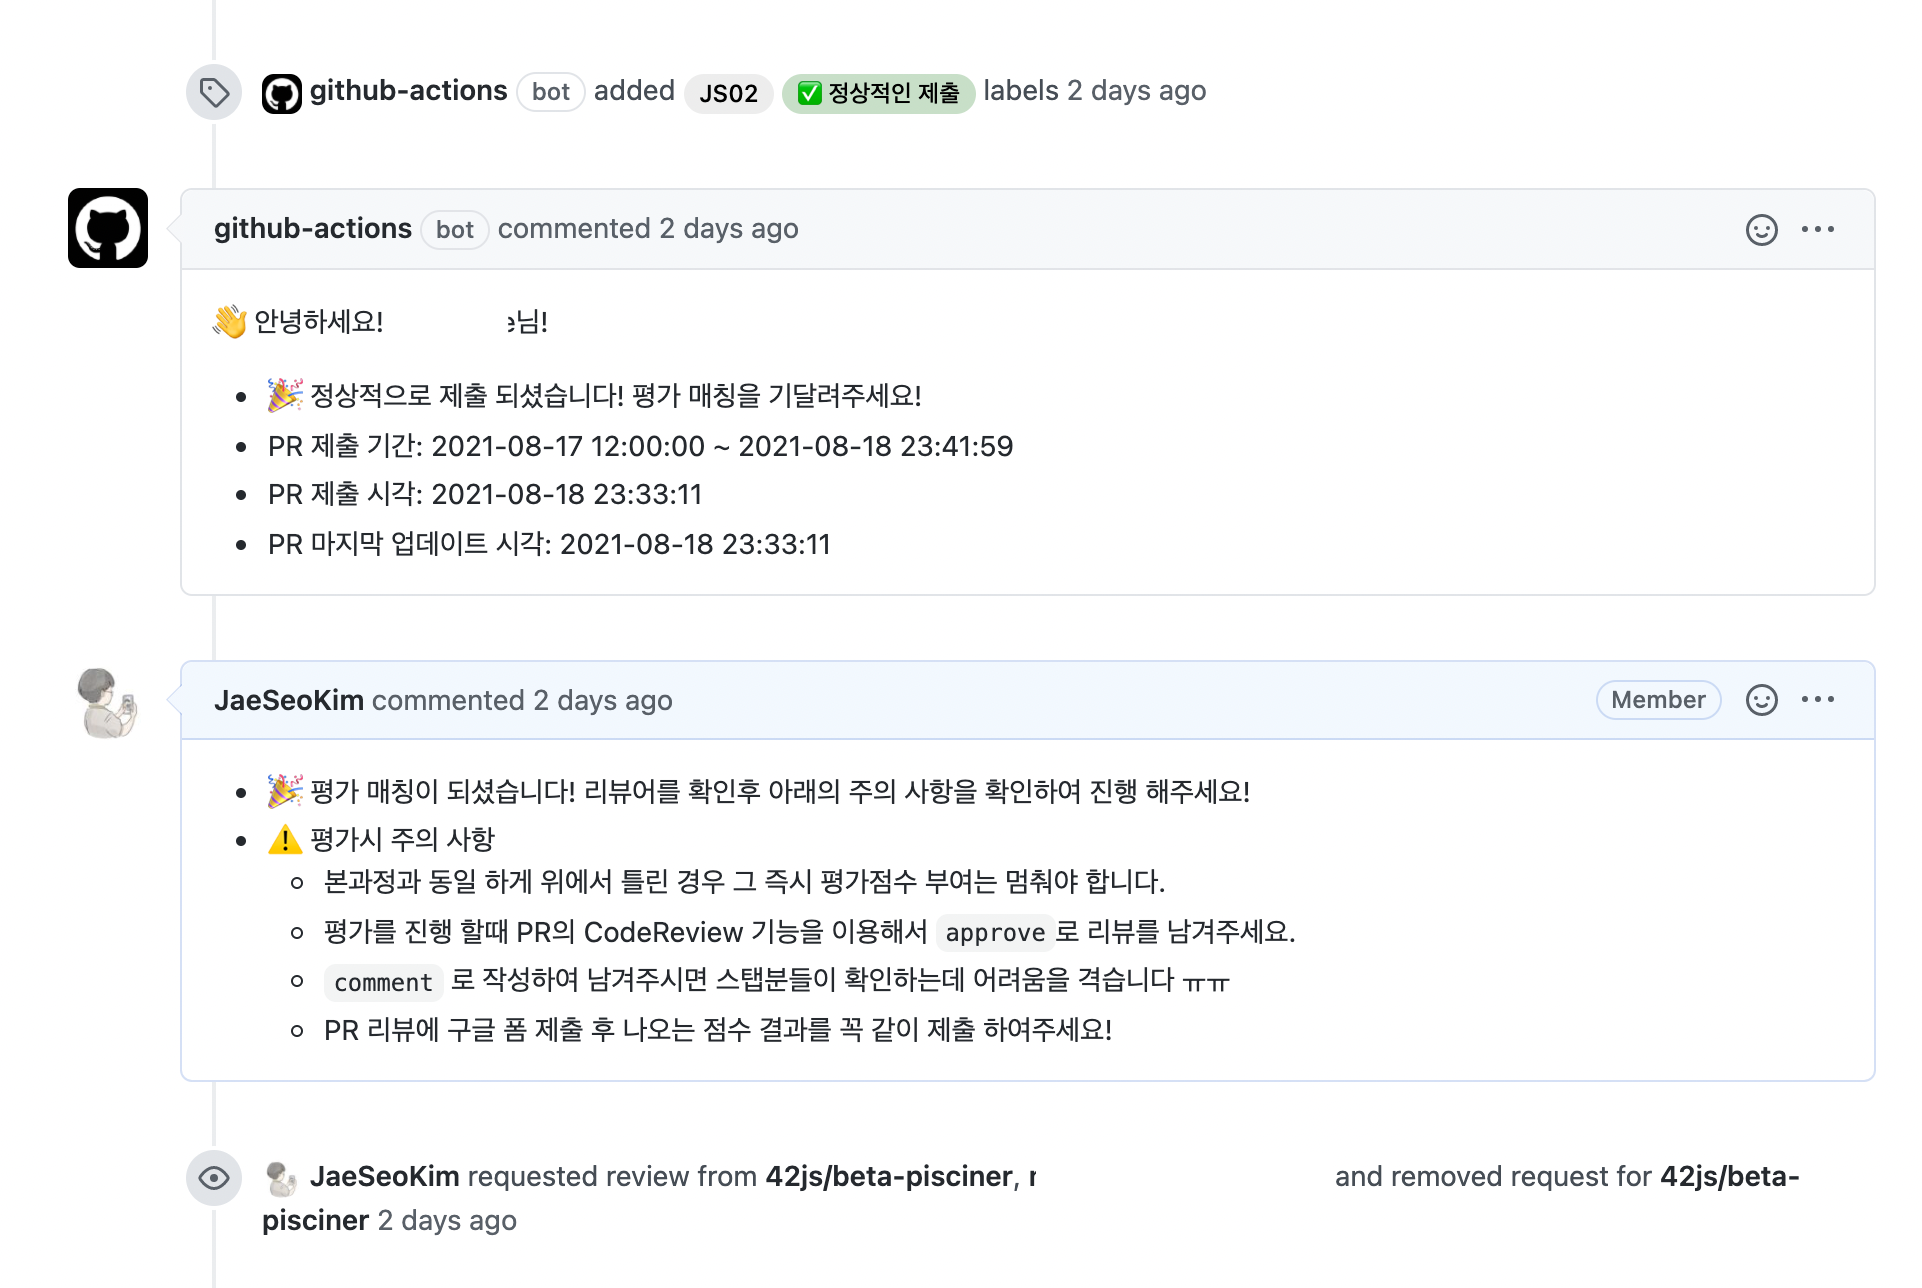 github-actions bot added JS02 ✅ 정상적인 제출 labels 2 days ago
github-actions bot commented 2 days ago
👋 안녕하세요! 님!
🎉 정상적으로 제출 되셨습니다! 평가 매칭을 기달려주세요!
PR 제출 기간: 2021-08-17 12:00:00 ~ 2021-08-18 23:41:59
PR 제출 시각: 2021-08-18 23:33:11
PR 마지막 업데이트 시각: 2021-08-18 23:33:11
JaeSeoKim commented 2 days ago Member
🎉 평가 매칭이 되셨습니다! 리뷰어를 확인후 아래의 주의 사항을 확인하여 진행 해주세요!
⚠️ 평가시 주의 사항
본과정과 동일 하게 위에서 틀린 경우 그 즉시 평가점수 부여는 멈춰야 합니다.
평가를 진행 할때 PR의 CodeReview 기능을 이용해서 approve로 리뷰를 남겨주세요.
comment 로 작성하여 남겨주시면 스탭분들이 확인하는데 어려움을 격습니다 ㅠㅠ
PR 리뷰에 구글 폼 제출 후 나오는 점수 결과를 꼭 같이 제출 하여주세요!
JaeSeoKim requested review from 42js/beta-pisciner, and removed request for 42js/beta-
pisciner 2 days ago